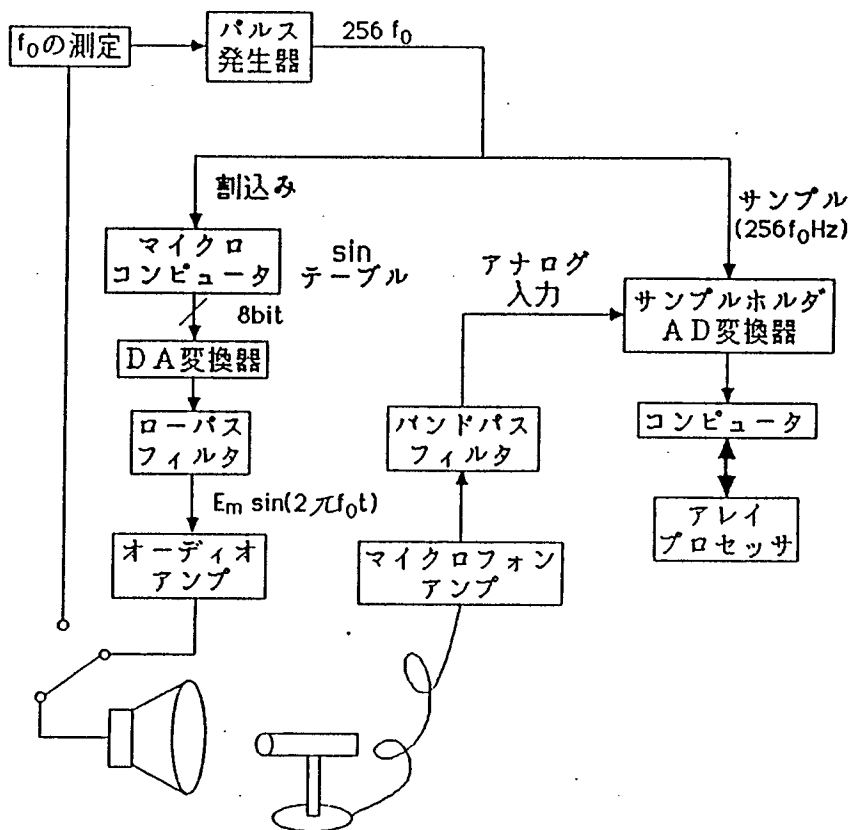 f₀の測定
パルス
発生器
256 f₀
割込み
サンプル
(256f₀Hz)
マイクロ
コンピュータ
sin
テーブル
アナログ
入力
サンプルホルダ
AD変換器
8bit
DA変換器
ローパス
フィルタ
バンドパス
フィルタ
コンピュータ
Eₘ sin(2πf₀t)
アレイ
プロセッサ
オーディオ
アンプ
マイクロフォン
アンプ